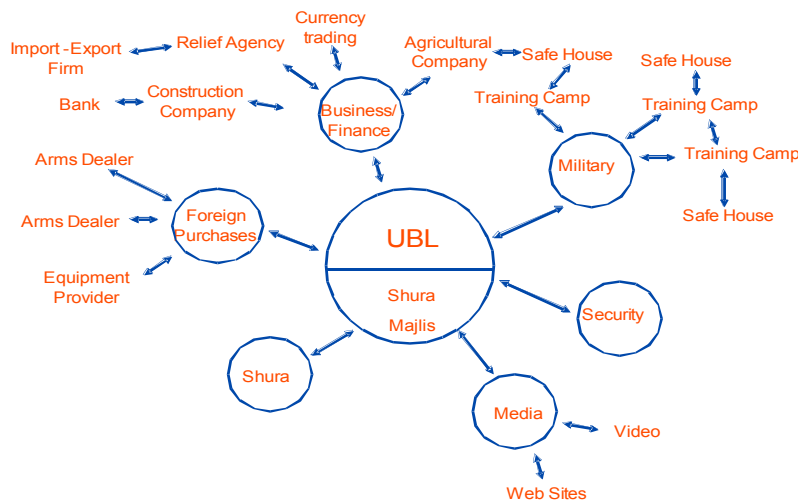 Currency
trading
Import -Export
Firm
Relief Agency
Agricultural
Company
Safe House
Safe House
Bank
Construction
Company
Business/
Finance
Training Camp
Training Camp
Arms Dealer
Military
Training Camp
Arms Dealer
Foreign
Purchases
Safe House
UBL
Equipment
Provider
Shura
Majlis
Security
Shura
Media
Video
Web Sites